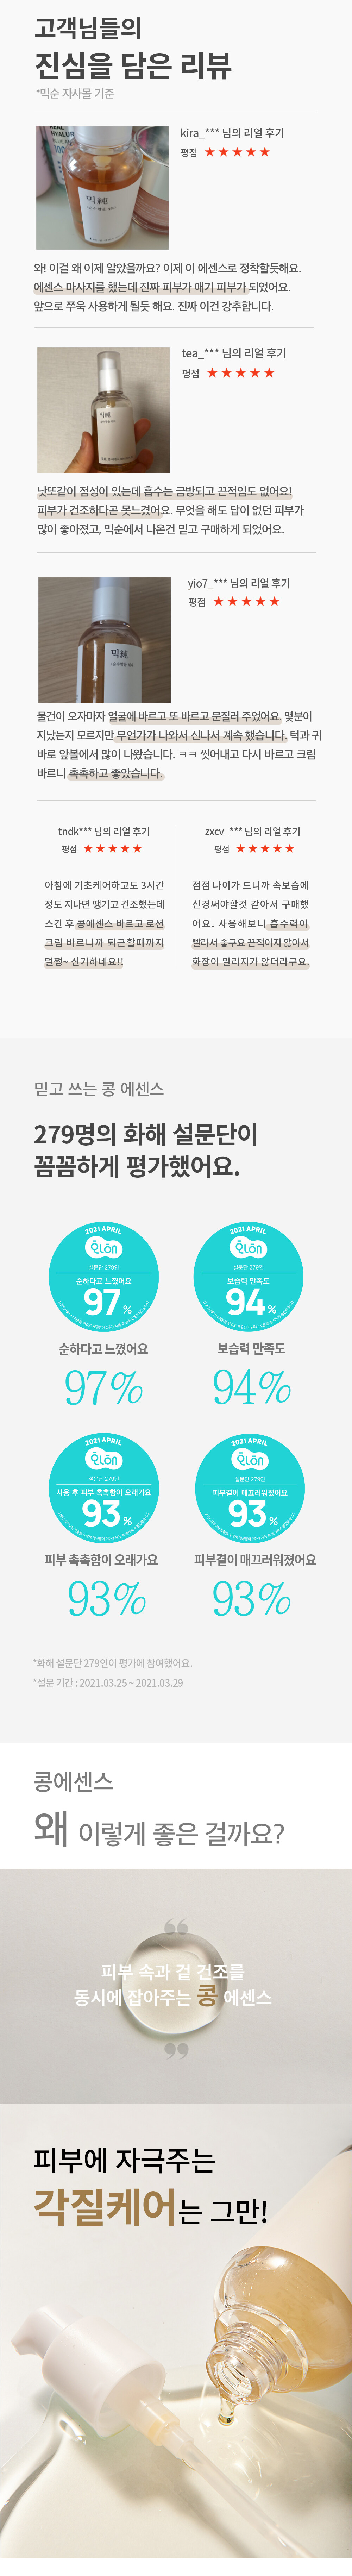 고객님들의
진심을 담은 리뷰
*믹순 자사몰 기준
kira_*** 님의 리얼 후기
평점 ★★★★★
믹純
와! 이걸 왜 이제 알았을까요? 이제 이 에센스로 정착할듯해요.
에센스 마사지를 했는데 진짜 피부가 애기 피부가 되었어요.
앞으로 쭈욱 사용하게 될듯 해요. 진짜 이건 강추합니다.
tea_*** 님의 리얼 후기
평점 ★★★★★
믹純
낫또같이 점성이 있는데 흡수는 금방되고 끈적임도 없어요!
피부가 건조하다곤 못느꼈어요. 무엇을 해도 답이 없던 피부가
많이 좋아졌고, 믹순에서 나온건 믿고 구매하게 되었어요.
yio7_*** 님의 리얼 후기
평점 ★★★★★
믹純
물건이 오자마자 얼굴에 바르고 또 바르고 문질러 주었어요. 몇분이
지났는지 모르지만 무언가가 나와서 신나서 계속 했습니다. 턱과 귀
바로 앞볼에서 많이 나왔습니다. ㅋㅋ 씻어내고 다시 바르고 크림
바르니 촉촉하고 좋았습니다.
tndk*** 님의 리얼 후기
평점 ★★★★★
아침에 기초케어하고도 3시간
정도 지나면 땡기고 건조했는데
스킨 후 콩에센스 바르고 로션
크림 바르니까 퇴근할때까지
멀쩡~ 신기하네요!!
zxcv_*** 님의 리얼 후기
평점 ★★★★★
점점 나이가 드니까 속보습에
신경써야할것 같아서 구매했
어요. 사용해보니 흡수력이
빨라서 좋구요 끈적이지 않아서
화장이 밀리지가 않더라구요.
믿고 쓰는 콩 에센스
279명의 화해 설문단이
꼼꼼하게 평가했어요.
2021 APRIL
설문단 279인
순하다고 느꼈어요
97%
순하다고 느꼈어요
97%
2021 APRIL
설문단 279인
보습력 만족도
94%
보습력 만족도
94%
2021 APRIL
설문단 279인
사용 후 피부 촉촉함이 오래가요
93%
피부 촉촉함이 오래가요
93%
2021 APRIL
설문단 279인
피부결이 매끄러워졌어요
93%
피부결이 매끄러워졌어요
93%
*화해 설문단 279인이 평가에 참여했어요.
*설문 기간 : 2021.03.25 ~ 2021.03.29
콩에센스
왜 이렇게 좋은 걸까요?
“
피부 속과 겉 건조를
동시에 잡아주는 콩 에센스
”
피부에 자극주는
각질케어는 그만!